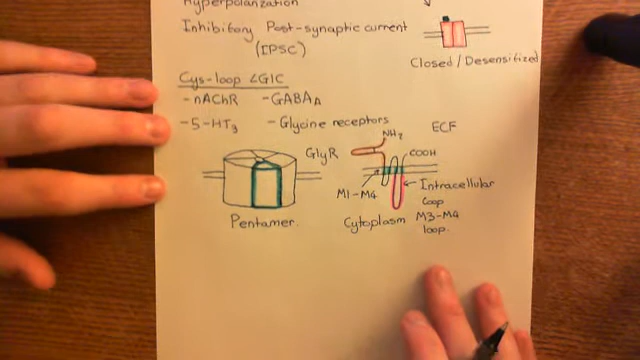 Hyperpolarization
Inhibitory Post-synaptic current
(IPSC)
Closed/Desensitized
Cys-loop LGIC
- nAChR - GABAA
- 5-HT3 - Glycine receptors
ECF
NH2
GlyR
COOH
M1-M4
Intracellular
loop
M3-M4
loop.
Pentamer.
Cytoplasm